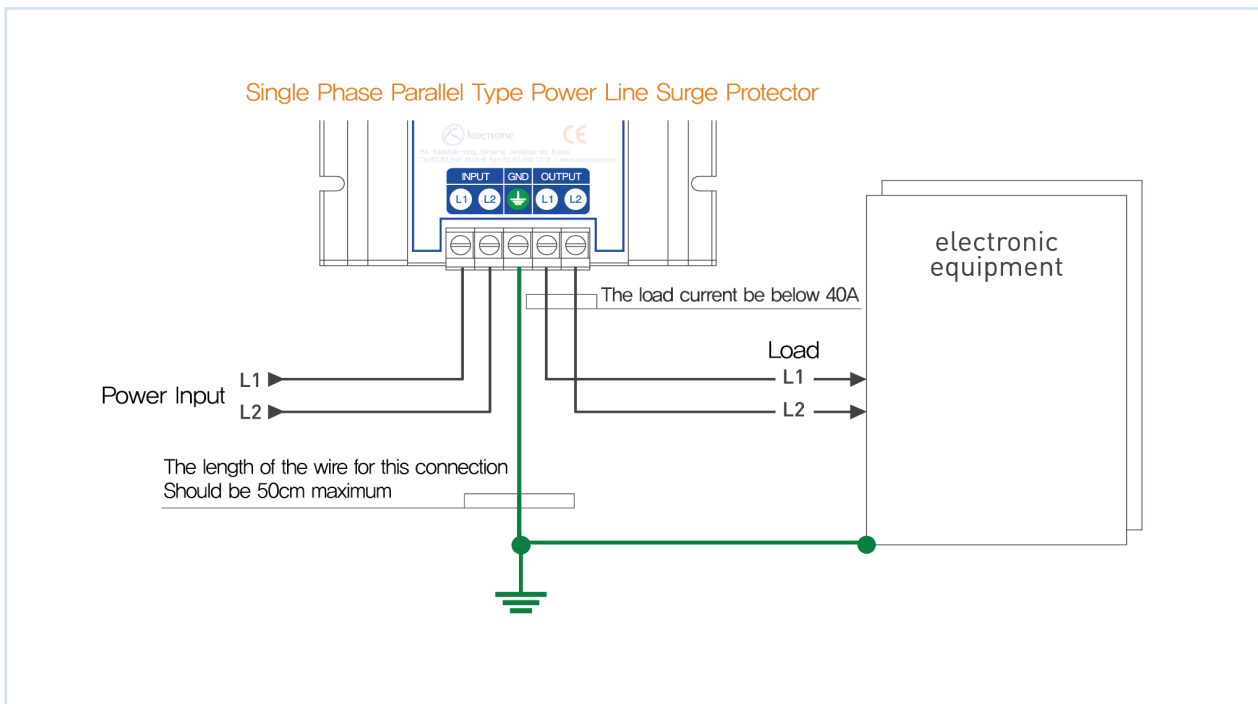 Single Phase Parallel Type Power Line Surge Protector
koenone CE
INPUT GND OUTPUT
L1 L2 L1 L2
electronic
equipment
The load current be below 40A
Load
L1
L2
Power Input
L1
L2
The length of the wire for this connection
Should be 50cm maximum